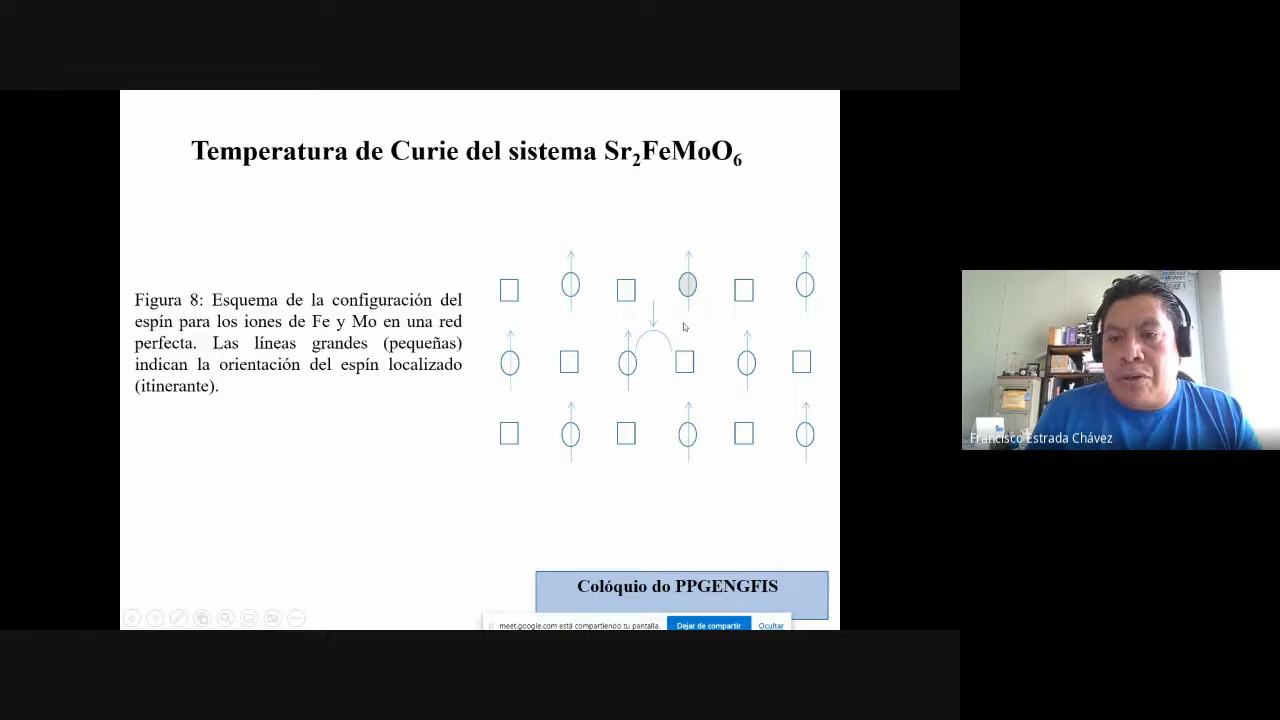 Temperatura de Curie del sistema Sr₂FeMoO₆
Figura 8: Esquema de la configuración del
espín para los iones de Fe y Mo en una red
perfecta. Las líneas grandes (pequeñas)
indican la orientación del espín localizado
(itinerante).
Colóquio do PPGENGFIS
meet.google.com está compartiendo tu pantalla.
Dejar de compartir
Ocultar
Francisco Estrada Chávez